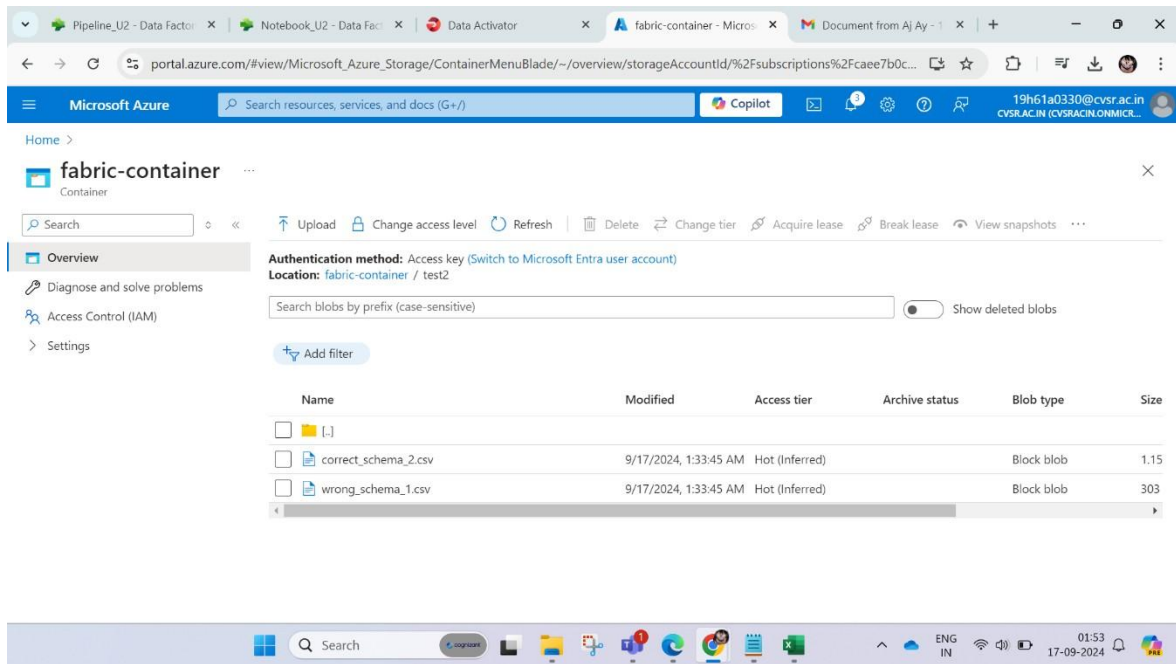 Pipeline_U2 - Data Factor
Notebook_U2 - Data Fact
Data Activator
fabric-container - Micros
Document from Aj Ay - 1
portal.azure.com/#view/Microsoft_Azure_Storage/ContainerMenuBlade/~/overview/storageAccountId/%2Fsubscriptions%2Fcaee7b0c...
Microsoft Azure
Search resources, services, and docs (G+/)
Copilot
3
19h61a0330@cvsr.ac.in
CVSR.AC.IN (CVSRACIN.ONMICR...
Home >
fabric-container ...
Container
Search
Overview
Diagnose and solve problems
Access Control (IAM)
Settings
Upload Change access level Refresh Delete Change tier Acquire lease Break lease View snapshots ...
Authentication method: Access key (Switch to Microsoft Entra user account)
Location: fabric-container / test2
Search blobs by prefix (case-sensitive)
Show deleted blobs
Add filter
Name Modified Access tier Archive status Blob type Size
[..]
correct_schema_2.csv 9/17/2024, 1:33:45 AM Hot (Inferred) Block blob 1.15
wrong_schema_1.csv 9/17/2024, 1:33:45 AM Hot (Inferred) Block blob 303
Search
cognizant
ENG
IN
01:53
17-09-2024
PRE